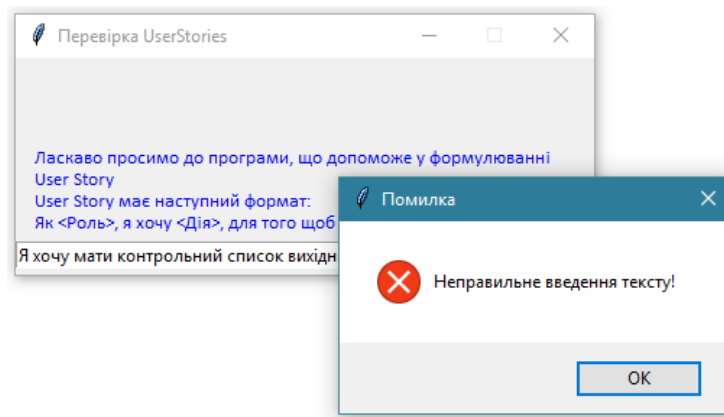 Перевірка UserStories
Ласкаво просимо до програми, що допоможе у формулюванні
User Story
User Story має наступний формат:
Як <Роль>, я хочу <Дія>, для того щоб
Я хочу мати контрольний список вихідн
Помилка
Неправильне введення тексту!
OK